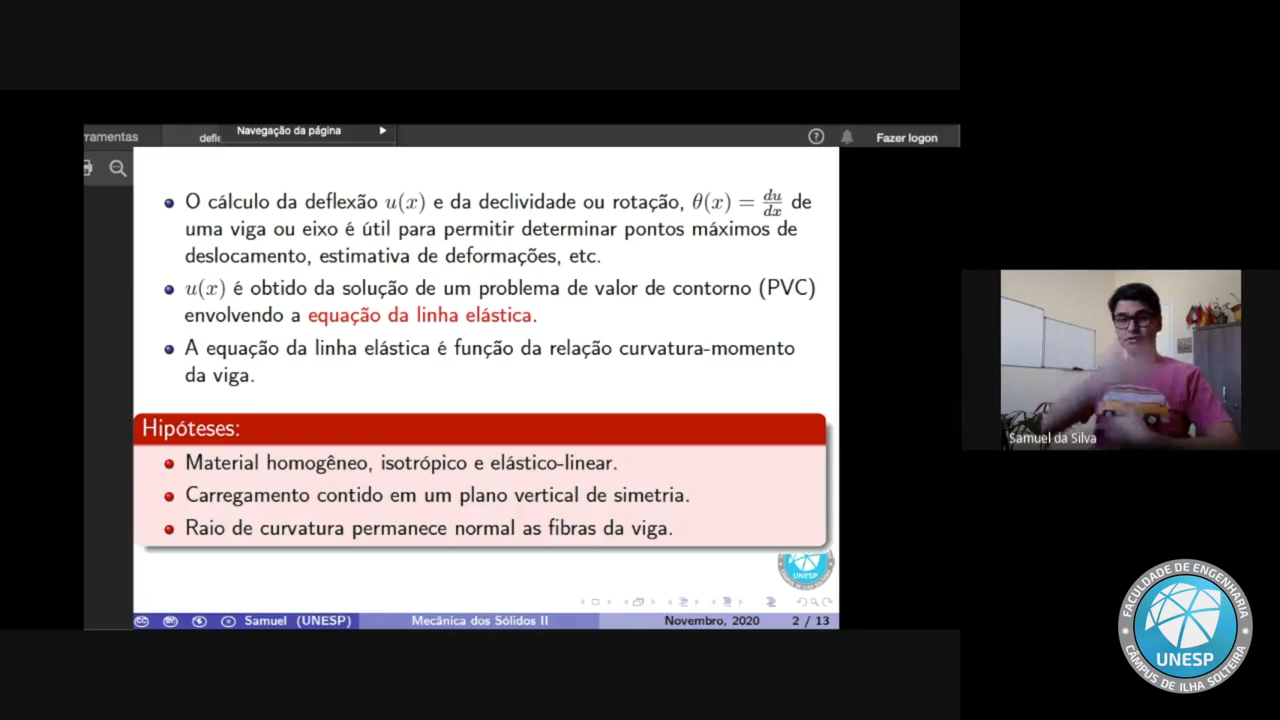 ramentas
defle
Navegação da página
Fazer logon
O cálculo da deflexão u(x) e da declividade ou rotação, θ(x) = du/dx de
uma viga ou eixo é útil para permitir determinar pontos máximos de
deslocamento, estimativa de deformações, etc.
u(x) é obtido da solução de um problema de valor de contorno (PVC)
envolvendo a equação da linha elástica.
A equação da linha elástica é função da relação curvatura-momento
da viga.
Hipóteses:
Material homogêneo, isotrópico e elástico-linear.
Carregamento contido em um plano vertical de simetria.
Raio de curvatura permanece normal as fibras da viga.
UNESP
Samuel (UNESP)
Mecânica dos Sólidos II
Novembro, 2020
2 / 13
Samuel da Silva
FACULDADE DE ENGENHARIA
UNESP
CÂMPUS DE ILHA SOLTEIRA